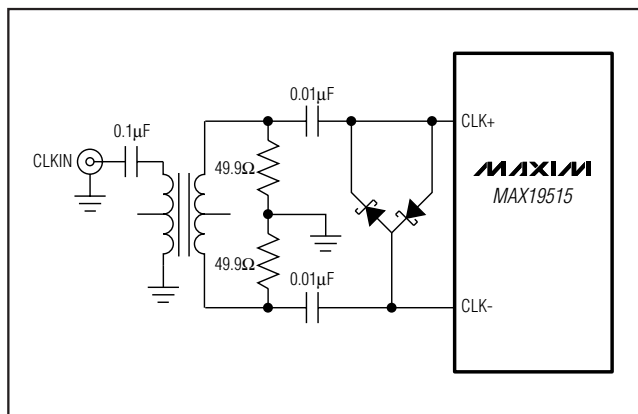 0.01µF
0.1µF
CLK+
CLKIN
49.9Ω
MAXIM
MAX19515
49.9Ω
0.01µF
CLK-